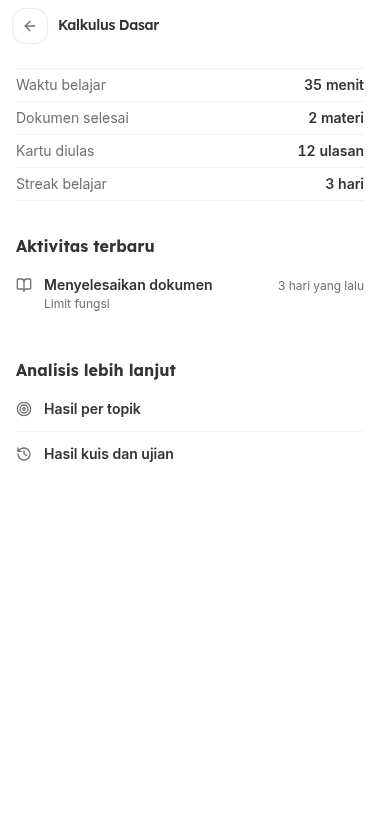 Kalkulus Dasar
Waktu belajar 35 menit
Dokumen selesai 2 materi
Kartu diulas 12 ulasan
Streak belajar 3 hari
Aktivitas terbaru
Menyelesaikan dokumen 3 hari yang lalu
Limit fungsi
Analisis lebih lanjut
Hasil per topik
Hasil kuis dan ujian